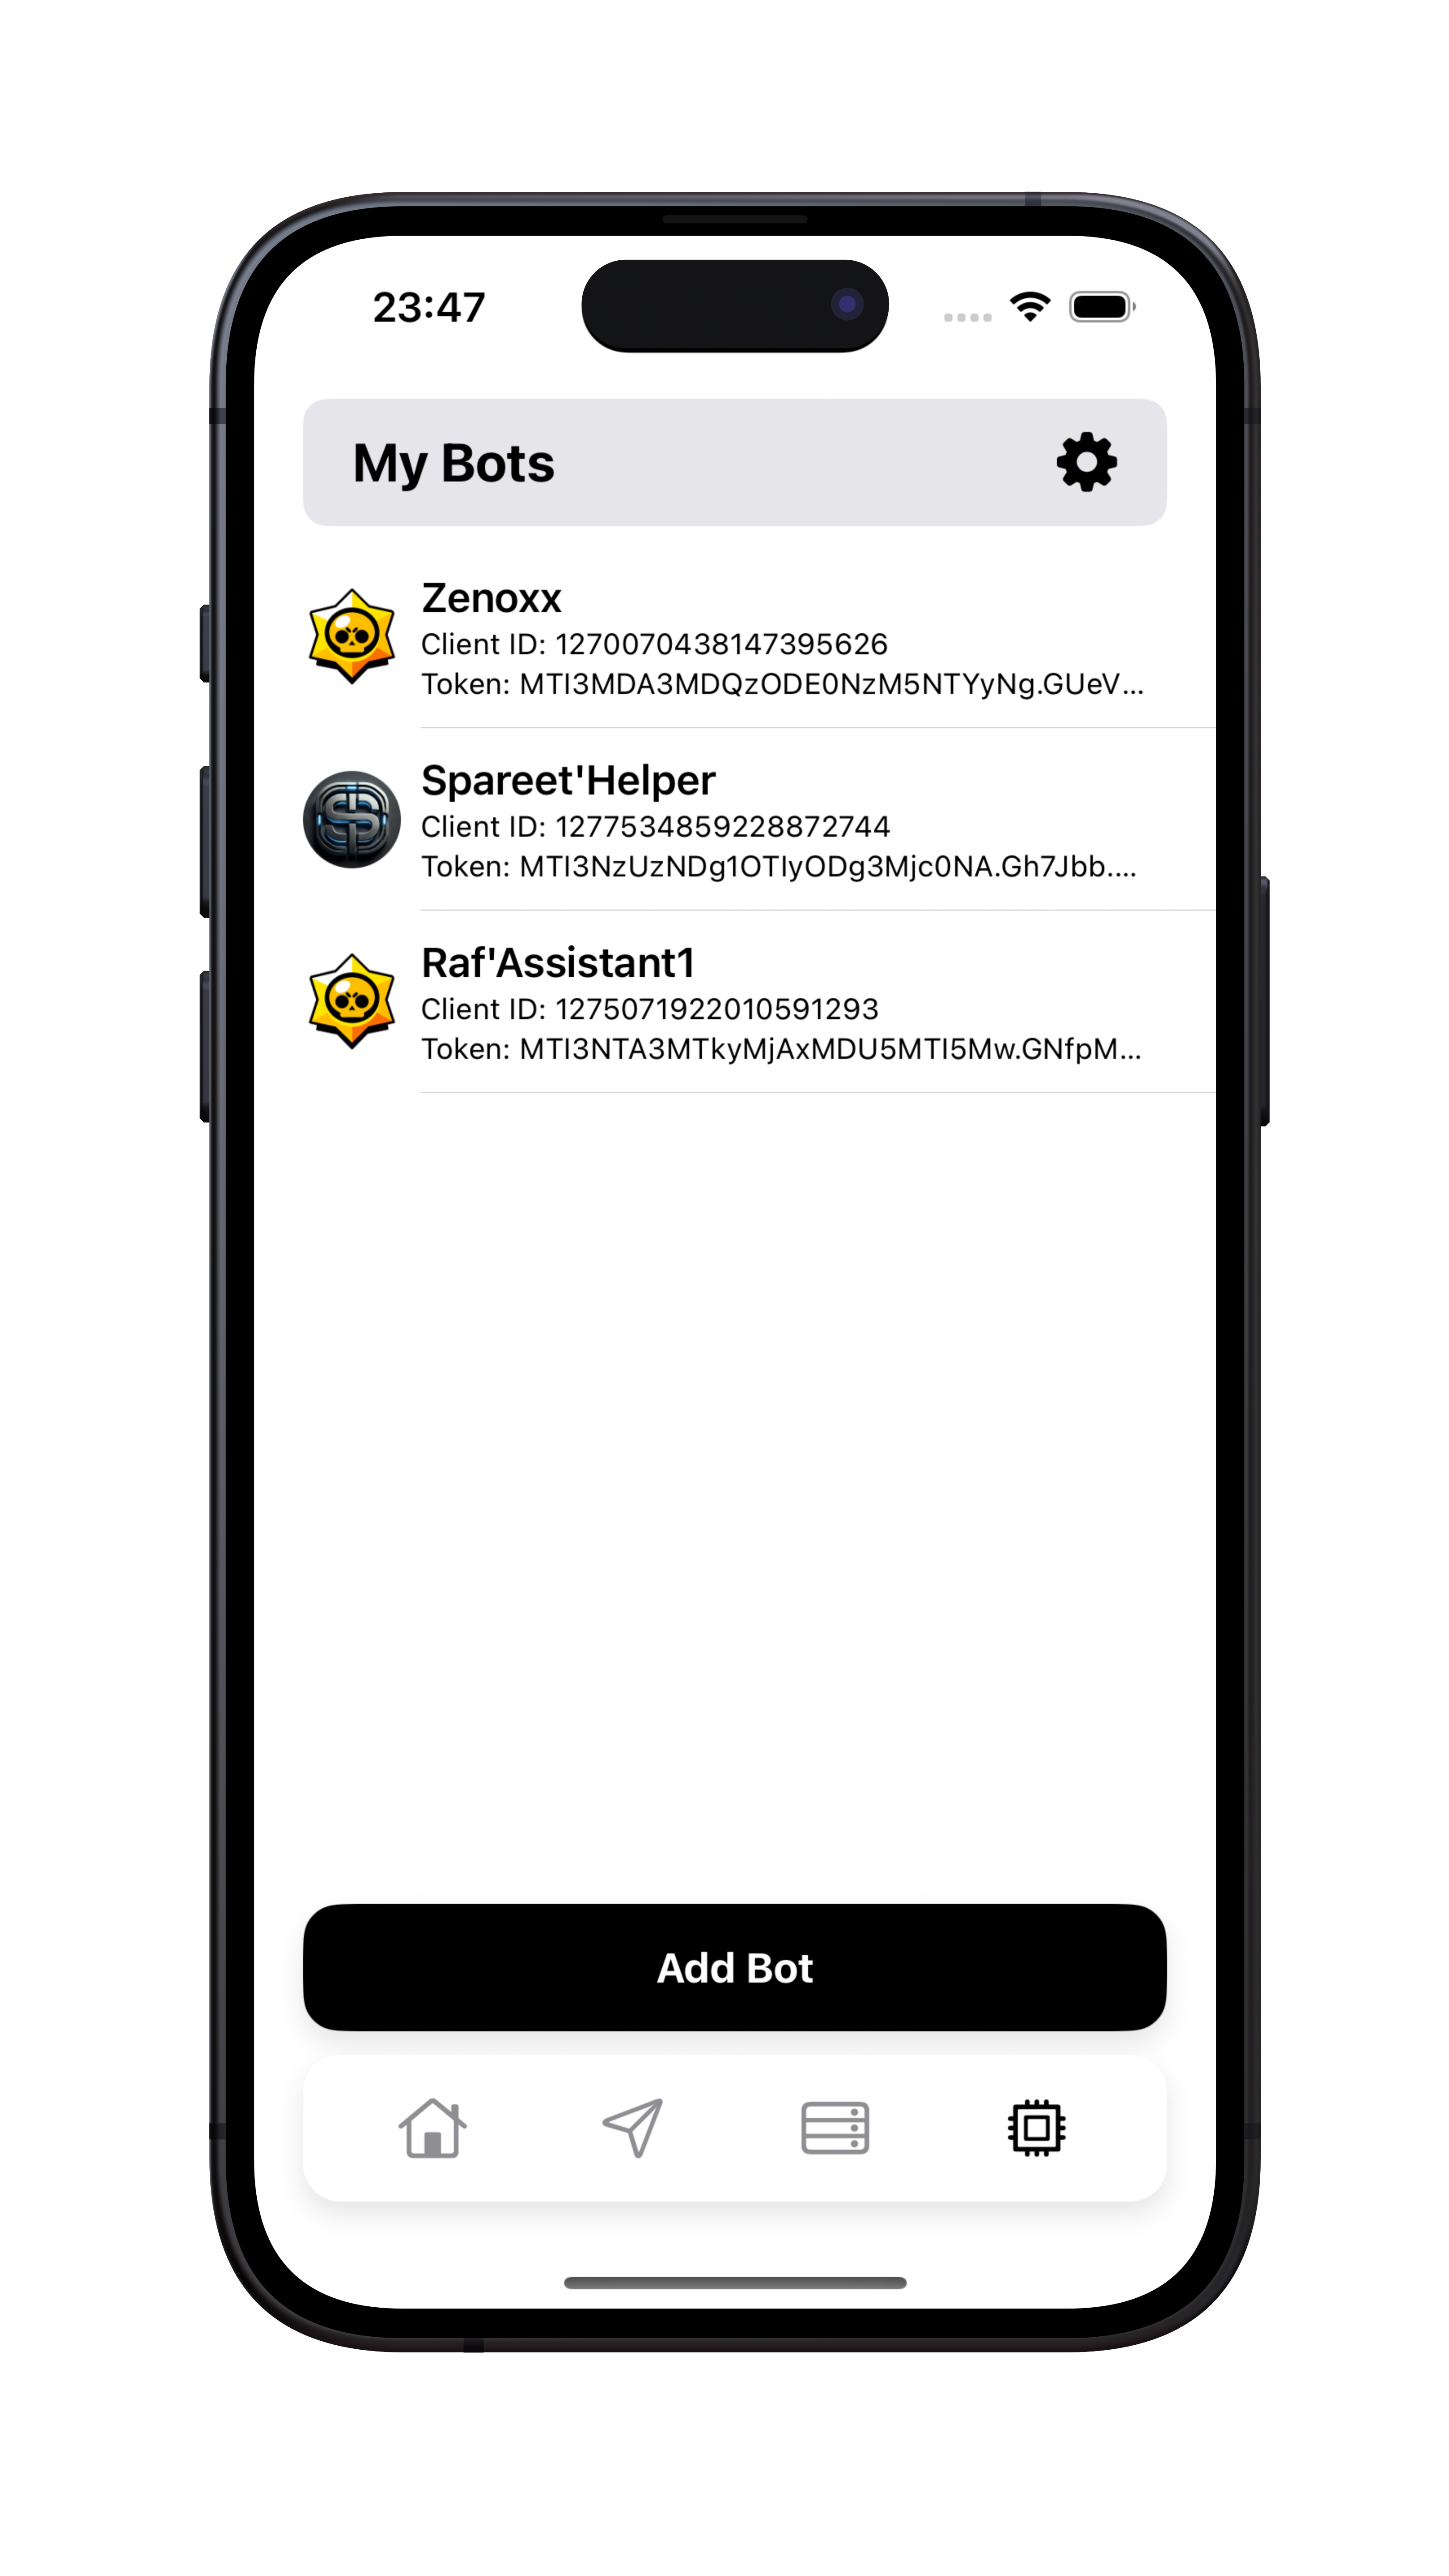 23:47
My Bots
Zenoxx
Client ID: 1270070438147395626
Token: MTI3MDA3MDQzODE0NzM5NTYyNg.GUeV...
Spareet'Helper
Client ID: 1277534859228872744
Token: MTI3NzUzNDg1OTIyODg3Mjc0NA.Gh7Jbb....
Raf'Assistant1
Client ID: 1275071922010591293
Token: MTI3NTA3MTkyMjAxMDU5MTI5Mw.GNfpM...
Add Bot